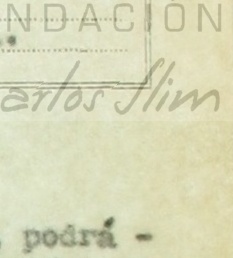 NDACIÓN
arlos Slim
podrá -